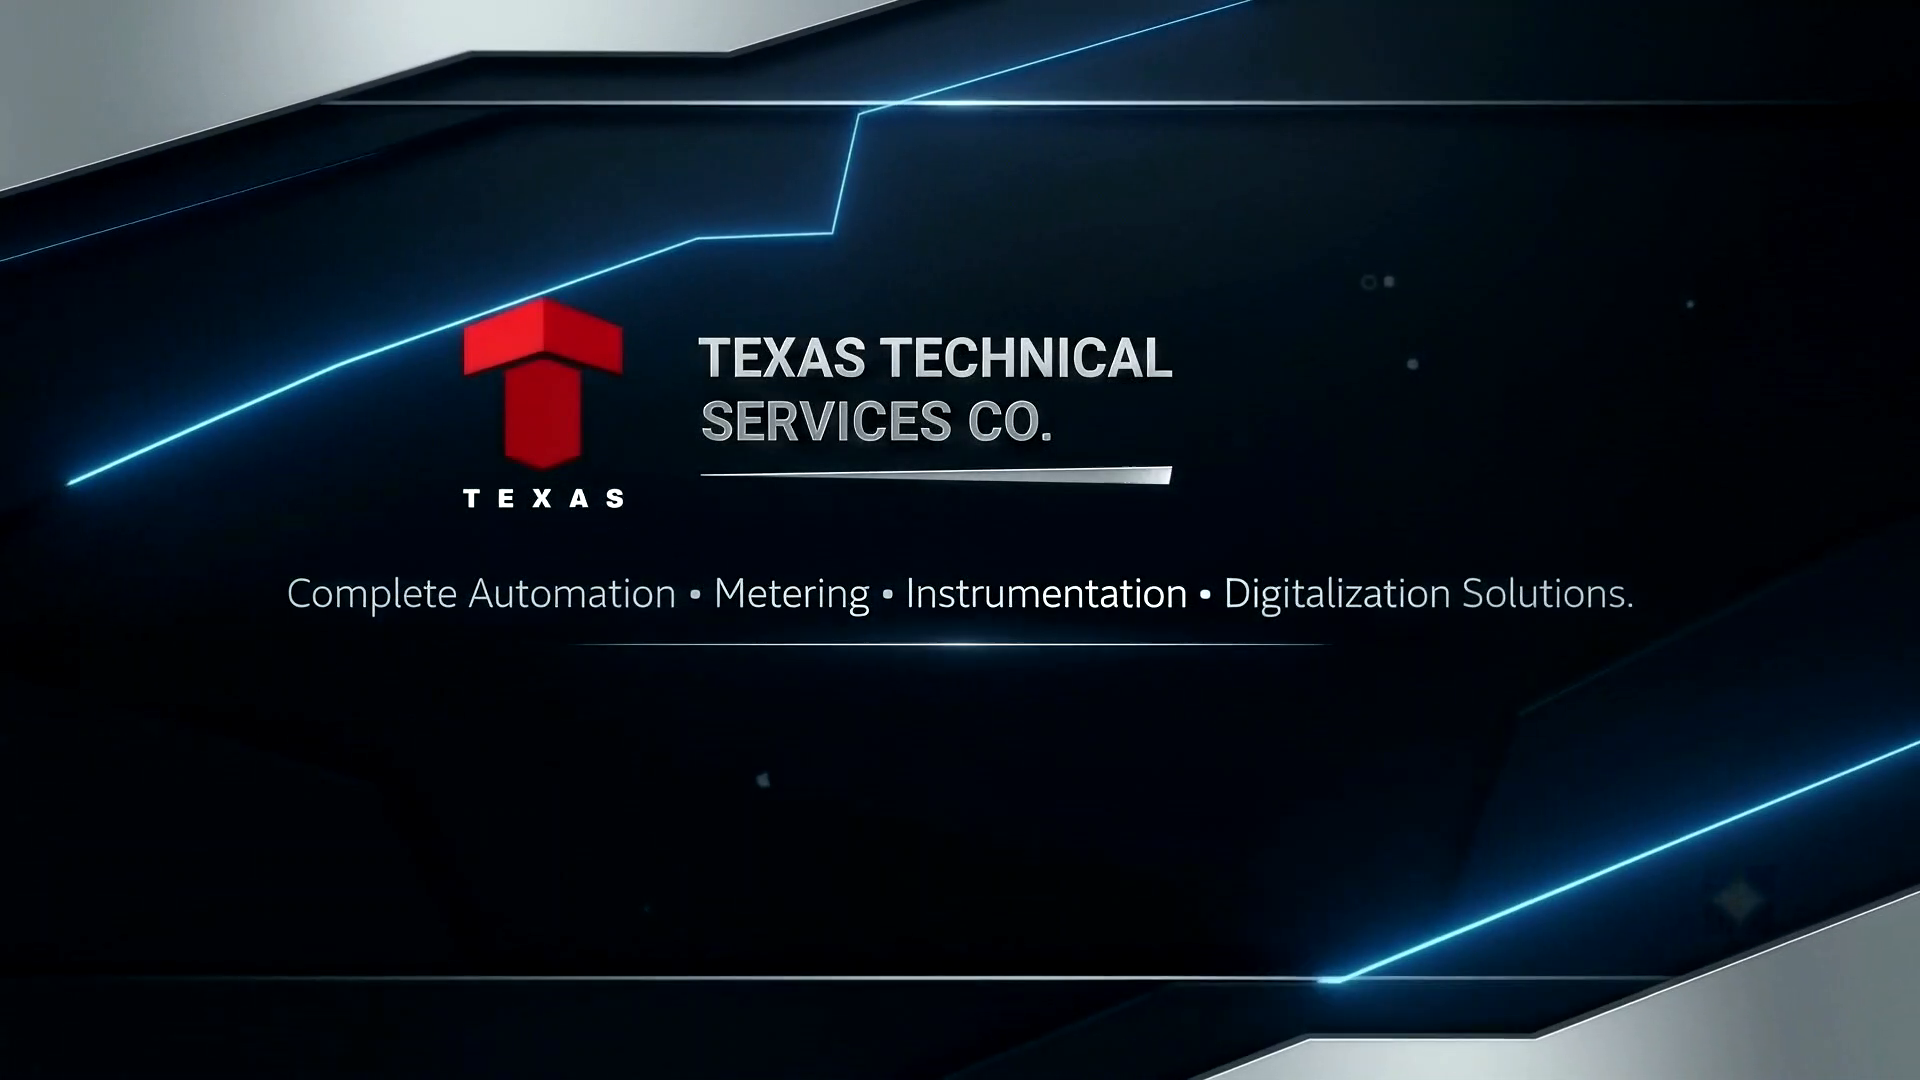 TEXAS TECHNICAL
SERVICES CO.
TEXAS
Complete Automation • Metering • Instrumentation • Digitalization Solutions.